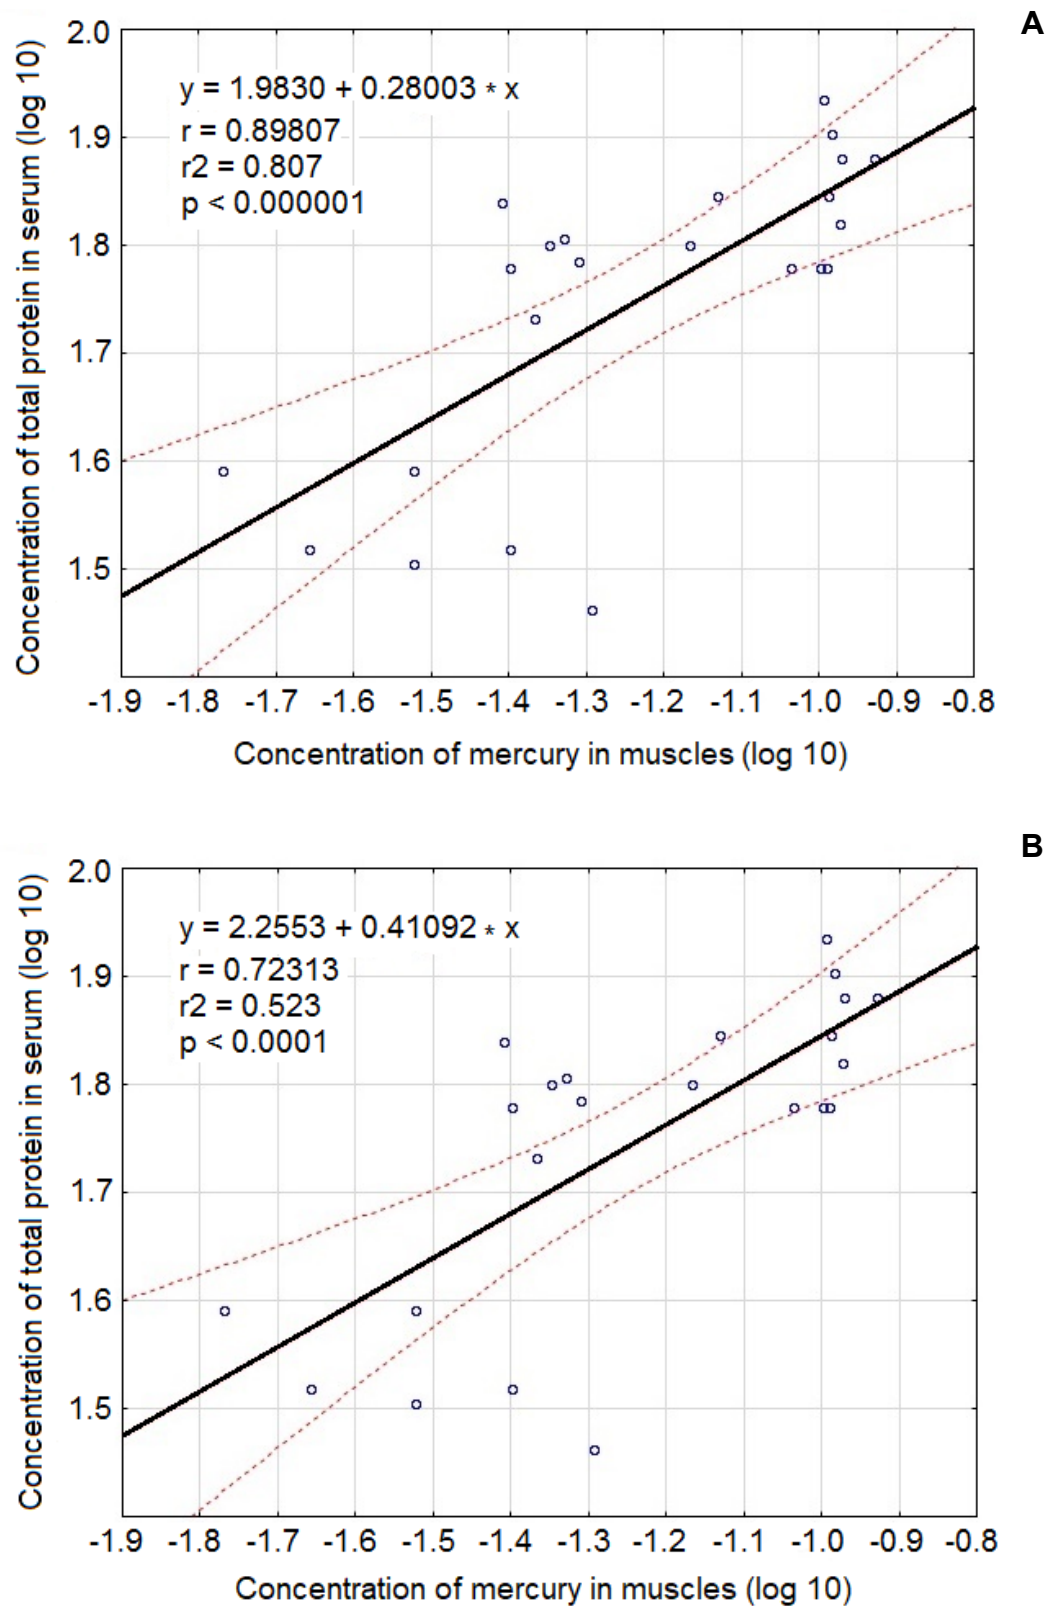 A
Concentration of total protein in serum (log 10)
2.0
1.9
1.8
1.7
1.6
1.5
y = 1.9830 + 0.28003 * x
r = 0.89807
r2 = 0.807
p < 0.000001
-1.9 -1.8 -1.7 -1.6 -1.5 -1.4 -1.3 -1.2 -1.1 -1.0 -0.9 -0.8
Concentration of mercury in muscles (log 10)
B
Concentration of total protein in serum (log 10)
2.0
1.9
1.8
1.7
1.6
1.5
y = 2.2553 + 0.41092 * x
r = 0.72313
r2 = 0.523
p < 0.0001
-1.9 -1.8 -1.7 -1.6 -1.5 -1.4 -1.3 -1.2 -1.1 -1.0 -0.9 -0.8
Concentration of mercury in muscles (log 10)